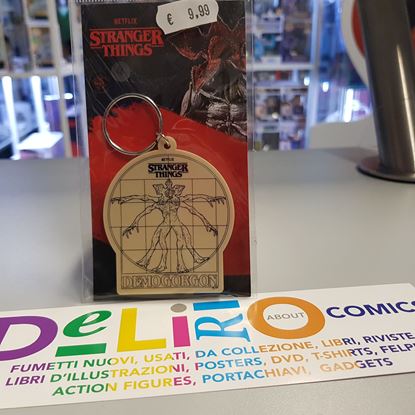 € 9,99
NETFLIX
STRANGER
THINGS
NETFLIX
STRANGER
THINGS
DEMOGORGON
DeLiRiO
ABOUT
COMICS
FUMETTI NUOVI, USATI, DA COLLEZIONE, LIBRI, RIVISTE
LIBRI D'ILLUSTRAZIONI, POSTERS, DVD, T-SHIRTS, FELPE
ACTION FIGURES, PORTACHIAVI, GADGETS